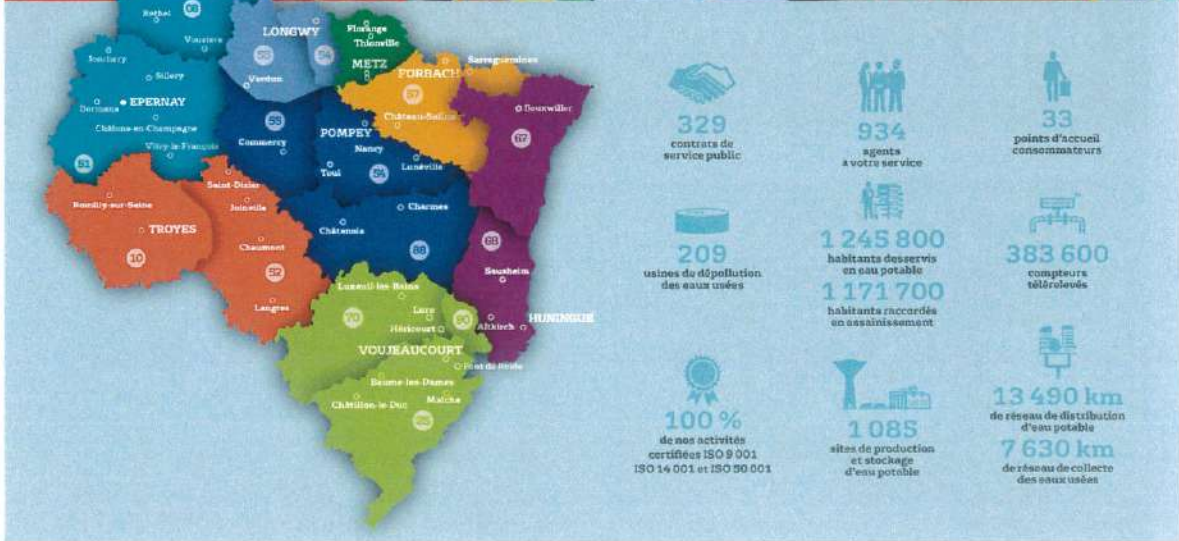 Rethel
08
Vouziers
LONGWY
54
55
Verdun
Florange
Thionville
METZ
FORBACH
Sarreguemines
57
Château-Salins
Bouxwiller
67
Jonchery
Sillery
Dormans
EPERNAY
Châlons-en-Champagne
Vitry-le-François
51
55
Commercy
POMPEY
Nancy
Toul
54
Lunéville
Saint-Dizier
Romilly-sur-Seine
Joinville
TROYES
10
Chaumont
52
Langres
Charmes
Châtenois
88
68
Sausheim
Altkirch
HUNINGUE
Luxeuil-les-Bains
70
Lure
90
Héricourt
VOUJEAUCOURT
Pont de Roide
Baume-les-Dames
Maîche
Châtillon-le-Duc
25
329
contrats de
service public
934
agents
à votre service
33
points d'accueil
consommateurs
209
usines de dépollution
des eaux usées
1 245 800
habitants desservis
en eau potable
1 171 700
habitants raccordés
en assainissement
383 600
compteurs
télérelevés
100 %
de nos activités
certifiées ISO 9 001
ISO 14 001 et ISO 50 001
1 085
sites de production
et stockage
d'eau potable
13 490 km
de réseau de distribution
d'eau potable
7 630 km
de réseau de collecte
des eaux usées